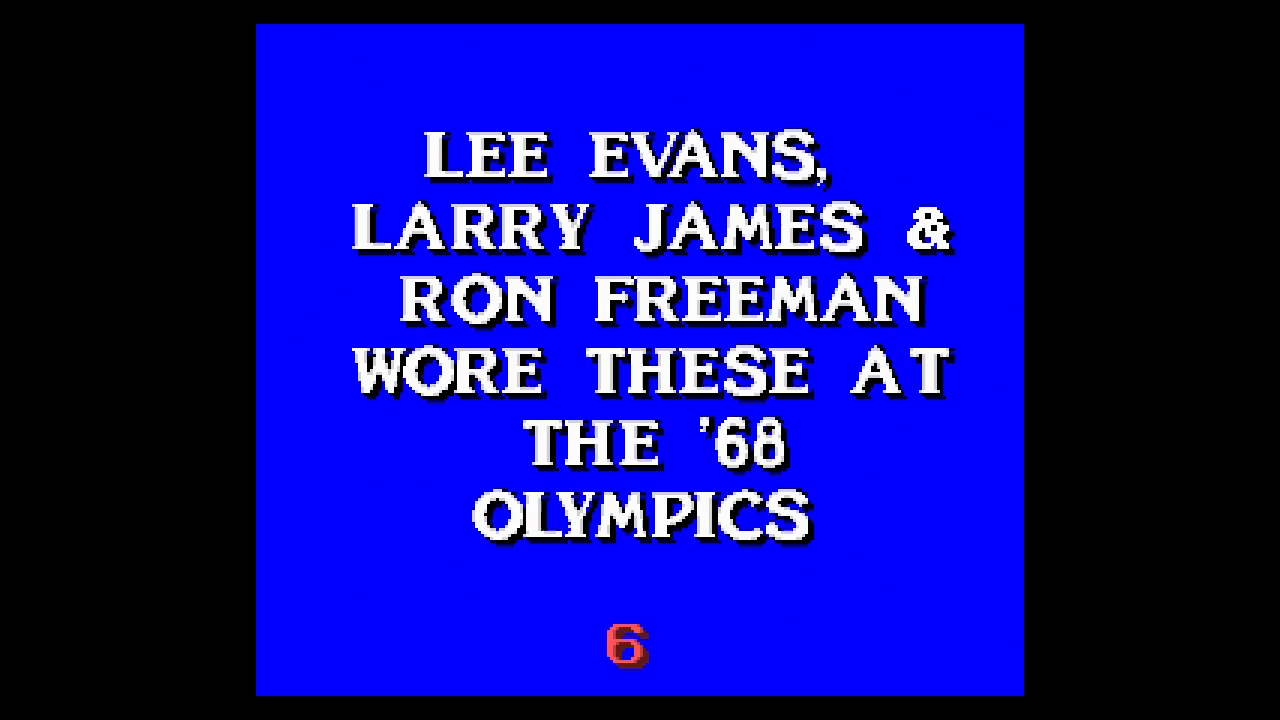 LEE EVANS,
LARRY JAMES &
RON FREEMAN
WORE THESE AT
THE '68
OLYMPICS
6